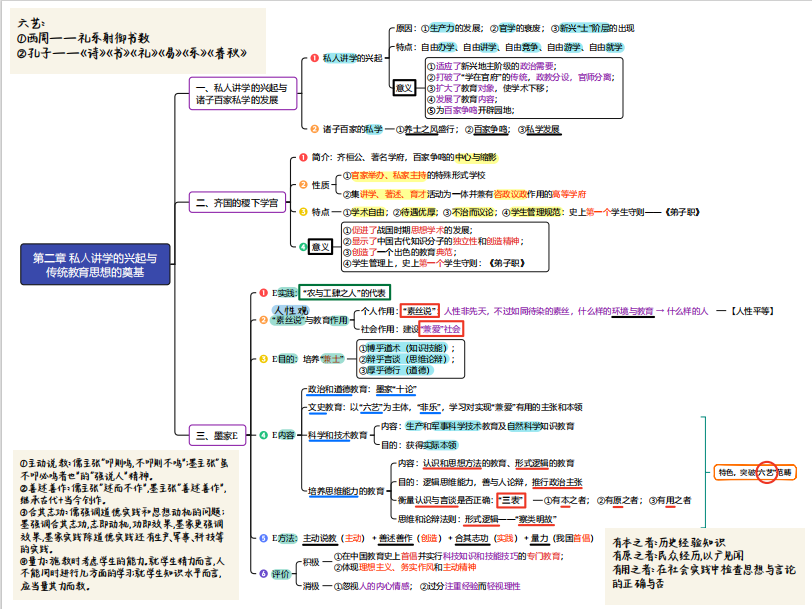 六艺:
①西周——礼乐射御书数
②孔子——《诗》《书》《礼》《易》《乐》《春秋》
第二章 私人讲学的兴起与
传统教育思想的奠基
一、私人讲学的兴起与
诸子百家私学的发展
1 私人讲学的兴起
原因：①生产力的发展；②官学的衰废；③新兴“士”阶层的出现
特点：自由办学、自由讲学、自由竞争、自由游学、自由就学
意义
①适应了新兴地主阶级的政治需要；
②打破了“学在官府”的传统，政教分设，官师分离；
③扩大了教育对象，使学术下移；
④发展了教育内容；
⑤为百家争鸣开辟园地；
2 诸子百家的私学
①养士之风盛行；②百家争鸣；③私学发展
二、齐国的稷下学宫
1 简介：齐桓公、著名学府，百家争鸣的中心与缩影
2 性质
①官家举办、私家主持的特殊形式学校
②集讲学、著述、育才活动为一体并兼有咨政议政作用的高等学府
3 特点
①学术自由；②待遇优厚；③不治而议论；④学生管理规范：史上第一个学生守则——《弟子职》
4 意义
①促进了战国时期思想学术的发展；
②显示了中国古代知识分子的独立性和创造精神；
③创造了一个出色的教育典范；
④学生管理上，史上第一个学生守则：《弟子职》
三、墨家E
1 E实践：“农与工肆之人”的代表
人性观
2 “素丝说”与教育作用
个人作用：“素丝说”：人性非先天，不过如同待染的素丝，什么样的环境与教育→什么样的人 — 【人性平等】
社会作用：建设“兼爱”社会
3 E目的：培养“兼士”
①博乎道术（知识技能）；
②辩乎言谈（思维论辩）；
③厚乎德行（道德）
4 E内容
政治和道德教育：墨家“十论”
文史教育：以“六艺”为主体，“非乐”，学习对实现“兼爱”有用的主张和本领
科学和技术教育
内容：生产和军事科学技术教育及自然科学知识教育
目的：获得实际本领
培养思维能力的教育
内容：认识和思想方法的教育、形式逻辑的教育
目的：逻辑思维能力，善与人论辩，推行政治主张
衡量认识与言谈是否正确：“三表” — ①有本之者；②有原之者；③有用之者
思维和论辩法则：形式逻辑——“察类明故”
特色，突破“六艺”范畴
5 E方法：主动说教（主动）+ 善述善作（创造）+ 合其志功（实践）+ 量力（我国首倡）
6 评价
积极
①在中国教育史上首倡并实行科技知识和技能技巧的专门教育；
②体现理想主义、务实作风和主动精神
消极
①忽视人的内心情感；②过分注重经验而轻视理性
①主动说教：儒主张“叩则鸣，不叩则不鸣”；墨主张“虽
不叩必鸣者也”的“强说人”精神。
②善述善作：儒主张“述而不作”，墨主张“善述善作”，
继承古代+当今创作。
③合其志功：儒强调道德实践和思想动机的问题；
墨强调合其志功，志即动机，功即效果，墨家更强调
效果，墨家实践除道德实践还有生产、军事、科技等
的实践。
④量力：施教时考虑学生的能力，就学生精力而言，人
不能同时进行几方面的学习；就学生知识水平而言，
应当量其力而教。
有本之者：历史经验知识
有原之者：民众经历，以广见闻
有用之者：在社会实践中检查思想与言论
的正确与否